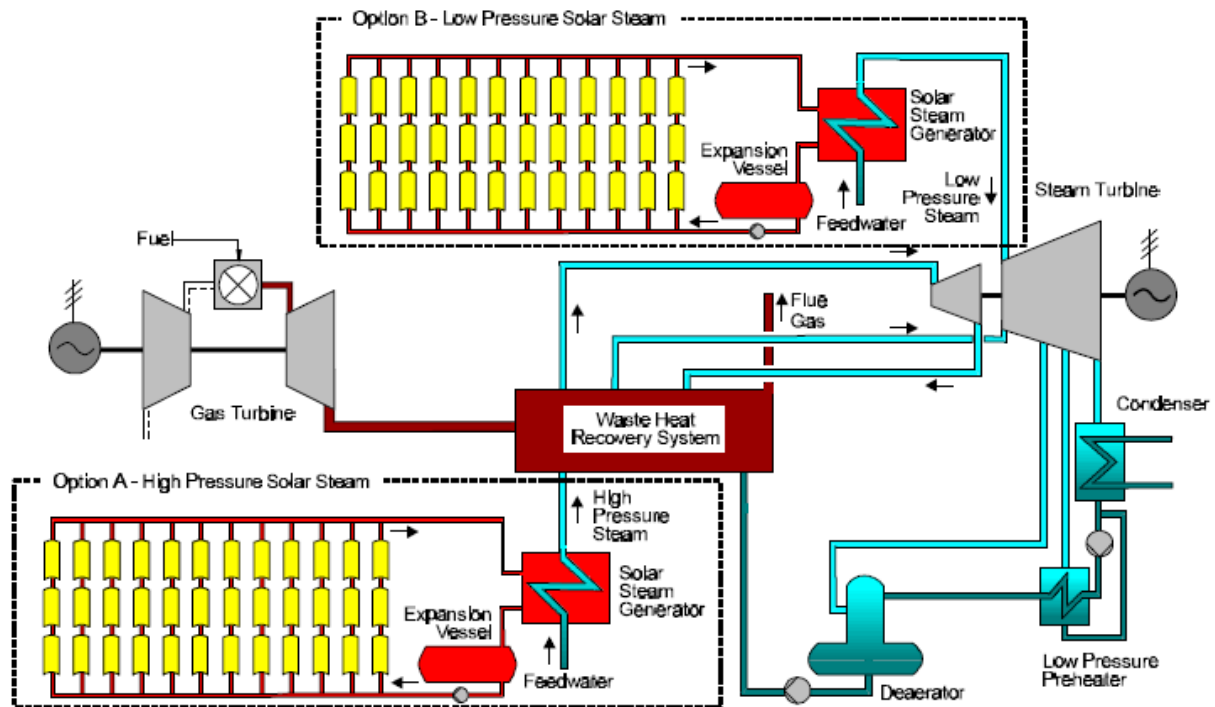 Option B - Low Pressure Solar Steam
Solar
Steam
Generator
Expansion
Vessel
Feedwater
Low
Pressure
Steam
Steam Turbine
Fuel
Flue
Gas
Gas Turbine
Waste Heat
Recovery System
Condenser
Option A - High Pressure Solar Steam
High
Pressure
Steam
Solar
Steam
Generator
Expansion
Vessel
Feedwater
Deaerator
Low Pressure
Preheater